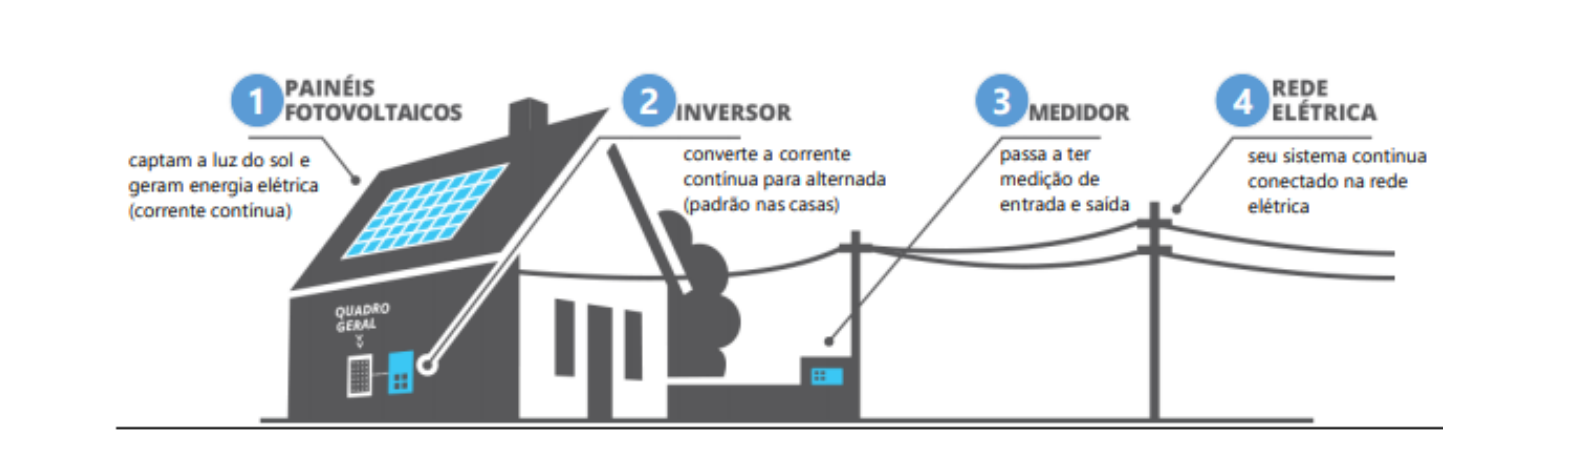 1 PAINÉIS
FOTOVOLTAICOS
captam a luz do sol e
geram energia elétrica
(corrente contínua)
2 INVERSOR
converte a corrente
contínua para alternada
(padrão nas casas)
3 MEDIDOR
passa a ter
medição de
entrada e saída
4 REDE
ELÉTRICA
seu sistema continua
conectado na rede
elétrica
QUADRO
GERAL